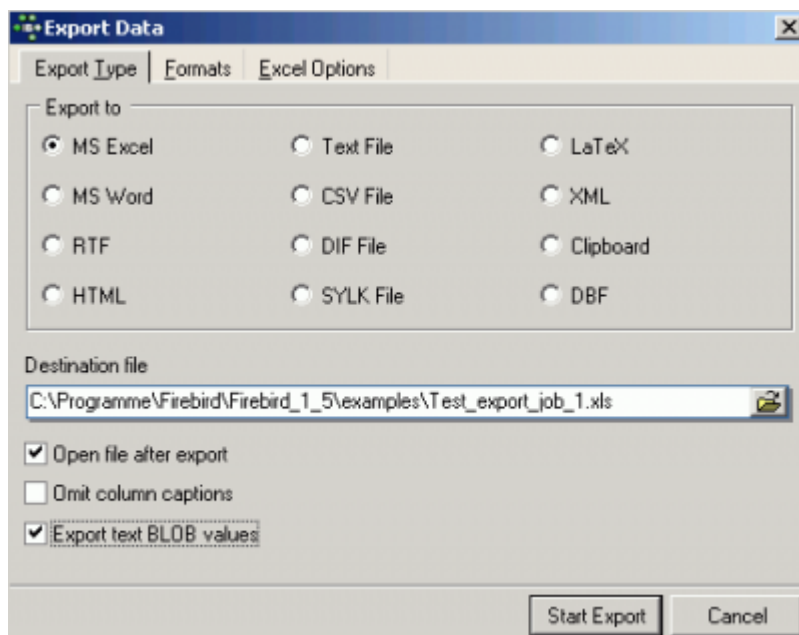 Export Data
Export Type Formats Excel Options
Export to
MS Excel Text File LaTeX
MS Word CSV File XML
RTF DIF File Clipboard
HTML SYLK File DBF
Destination file
C:\Programme\Firebird\Firebird_1_5\examples\Test_export_job_1.xls
Open file after export
Omit column captions
Export text BLOB values
Start Export Cancel